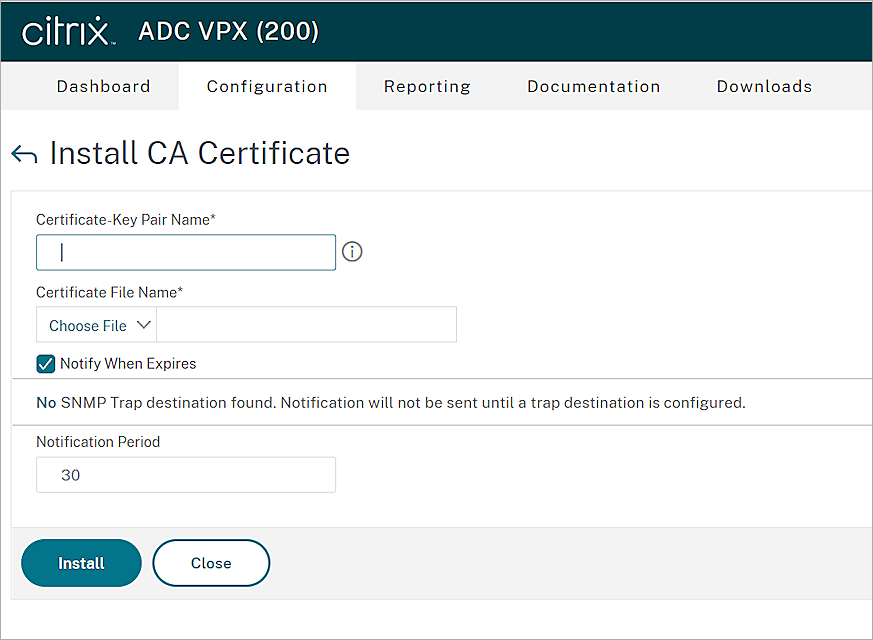 citrix™ ADC VPX (200)
Dashboard Configuration Reporting Documentation Downloads
Install CA Certificate
Certificate-Key Pair Name*
Certificate File Name*
Choose File
Notify When Expires
No SNMP Trap destination found. Notification will not be sent until a trap destination is configured.
Notification Period
30
Install Close